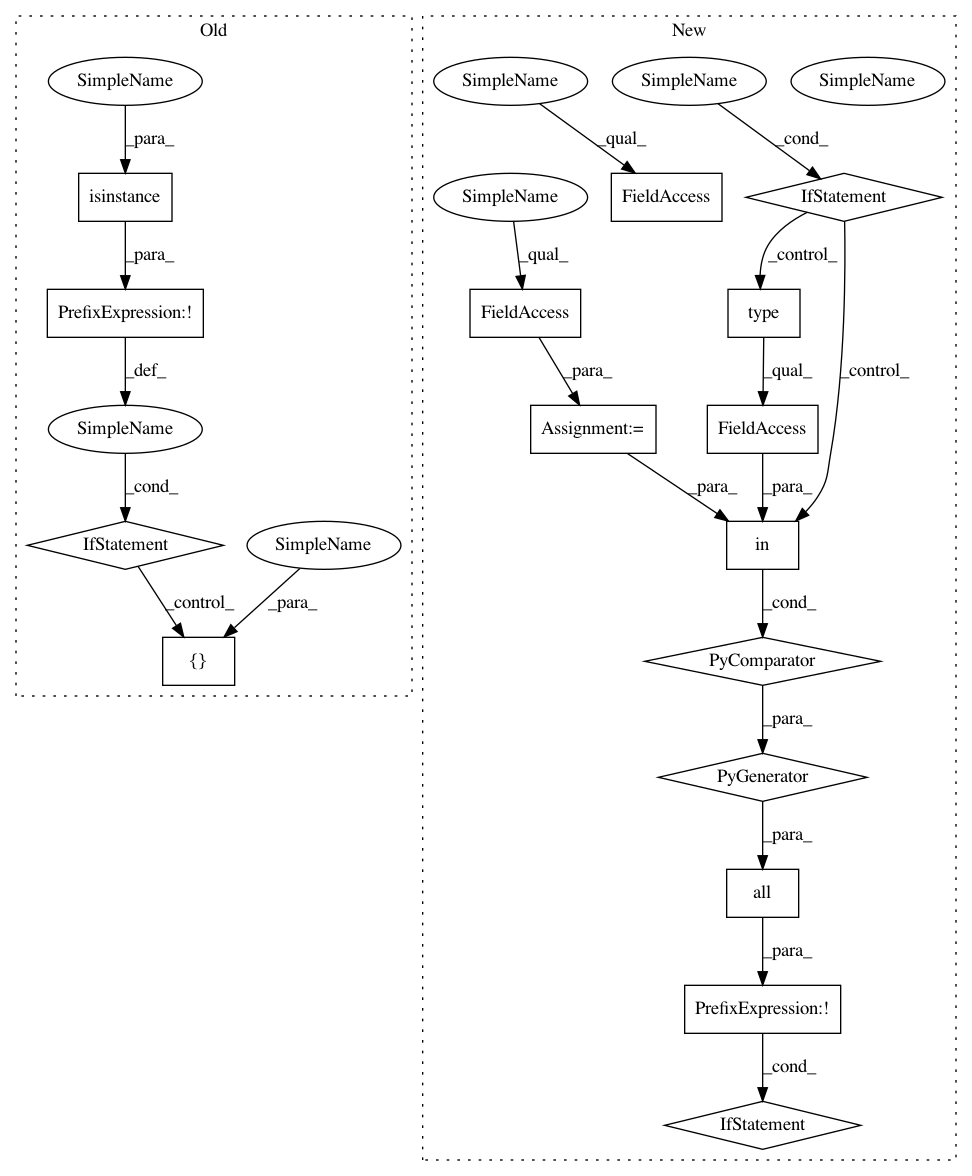 Old
New
SimpleName
SimpleName
SimpleName
SimpleName
_para_
_qual_
_cond_
isinstance
SimpleName
FieldAccess
IfStatement
_para_
_qual_
_control_
PrefixExpression:!
FieldAccess
type
_def_
_para_
_qual_
_control_
SimpleName
Assignment:=
FieldAccess
_cond_
_para_
_para_
IfStatement
SimpleName
in
_control_
_para_
_cond_
{}
PyComparator
_para_
PyGenerator
_para_
all
_para_
PrefixExpression:!
_cond_
IfStatement